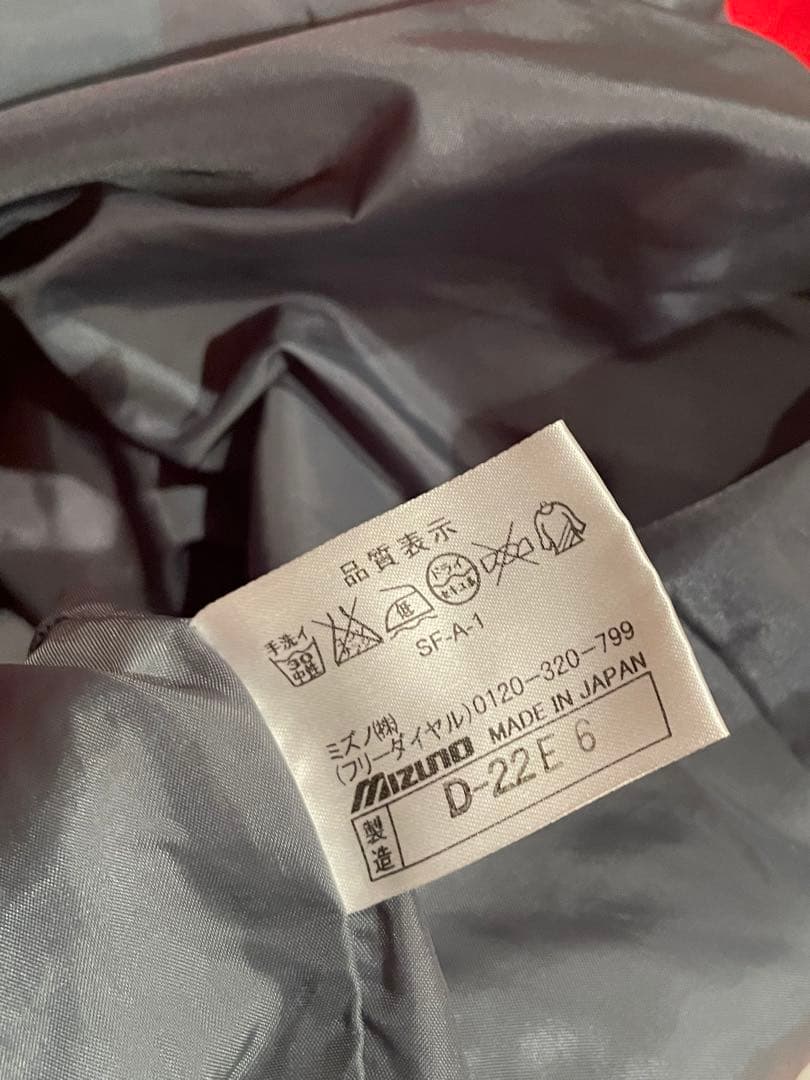 品質表示
手洗イ
30
中性
低
ドライ
セキユ系
SF-A-1
ミズノ(株)
(フリーダイヤル)0120-320-799
MIZUNO MADE IN JAPAN
製造 D-22E 6